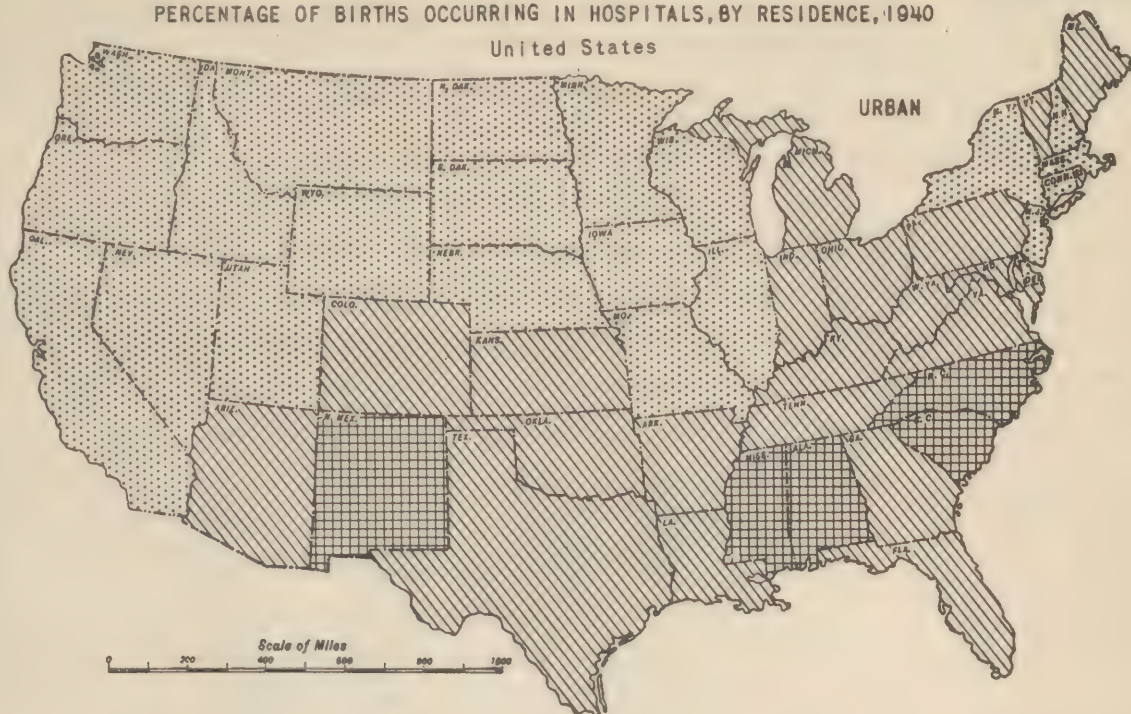 PERCENTAGE OF BIRTHS OCCURRING IN HOSPITALS, BY RESIDENCE, 1940
United States
URBAN
WASH.
MONT.
N. DAK.
MINN.
ME.
N. Y.
VT.
N.H.
ORE.
IDA
WIS.
MICH.
MASS.
CONN.
S. DAK.
WYO.
IOWA
N.J.
PA.
CAL.
NEV.
UTAH
NEBR.
ILL.
IND.
OHIO
MD.
DEL.
W. VA.
VA.
COLO.
KANS.
MO.
KY.
ARIZ.
N. MEX.
OKLA.
ARK.
TENN.
N. C.
S. C.
TEX.
MISS.
ALA.
GA.
LA.
FLA.
Scale of Miles
0 200 400 600 800 1000